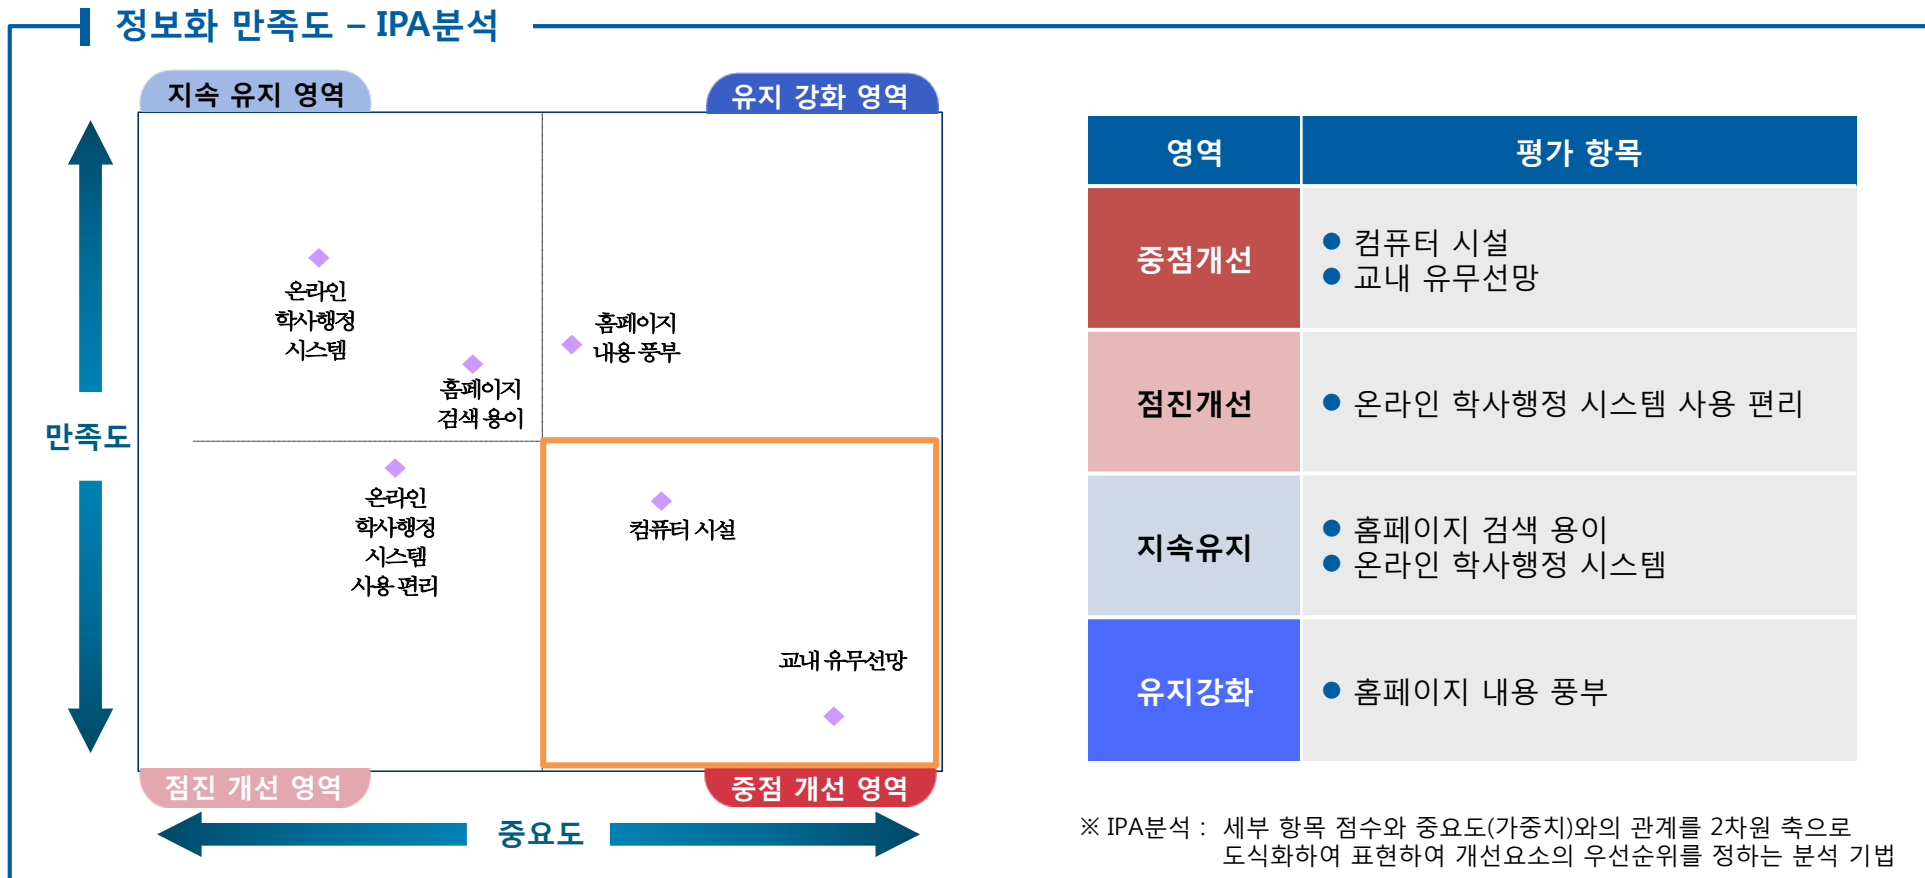 정보화 만족도 – IPA분석
지속 유지 영역
유지 강화 영역
온라인
학사행정
시스템
홈페이지
검색 용이
홈페이지
내용 풍부
만족도
온라인
학사행정
시스템
사용 편리
컴퓨터 시설
교내 유무선망
점진 개선 영역
중점 개선 영역
중요도
영역 평가 항목
중점개선
● 컴퓨터 시설
● 교내 유무선망
점진개선
● 온라인 학사행정 시스템 사용 편리
지속유지
● 홈페이지 검색 용이
● 온라인 학사행정 시스템
유지강화
● 홈페이지 내용 풍부
※ IPA분석 : 세부 항목 점수와 중요도(가중치)와의 관계를 2차원 축으로
도식화하여 표현하여 개선요소의 우선순위를 정하는 분석 기법